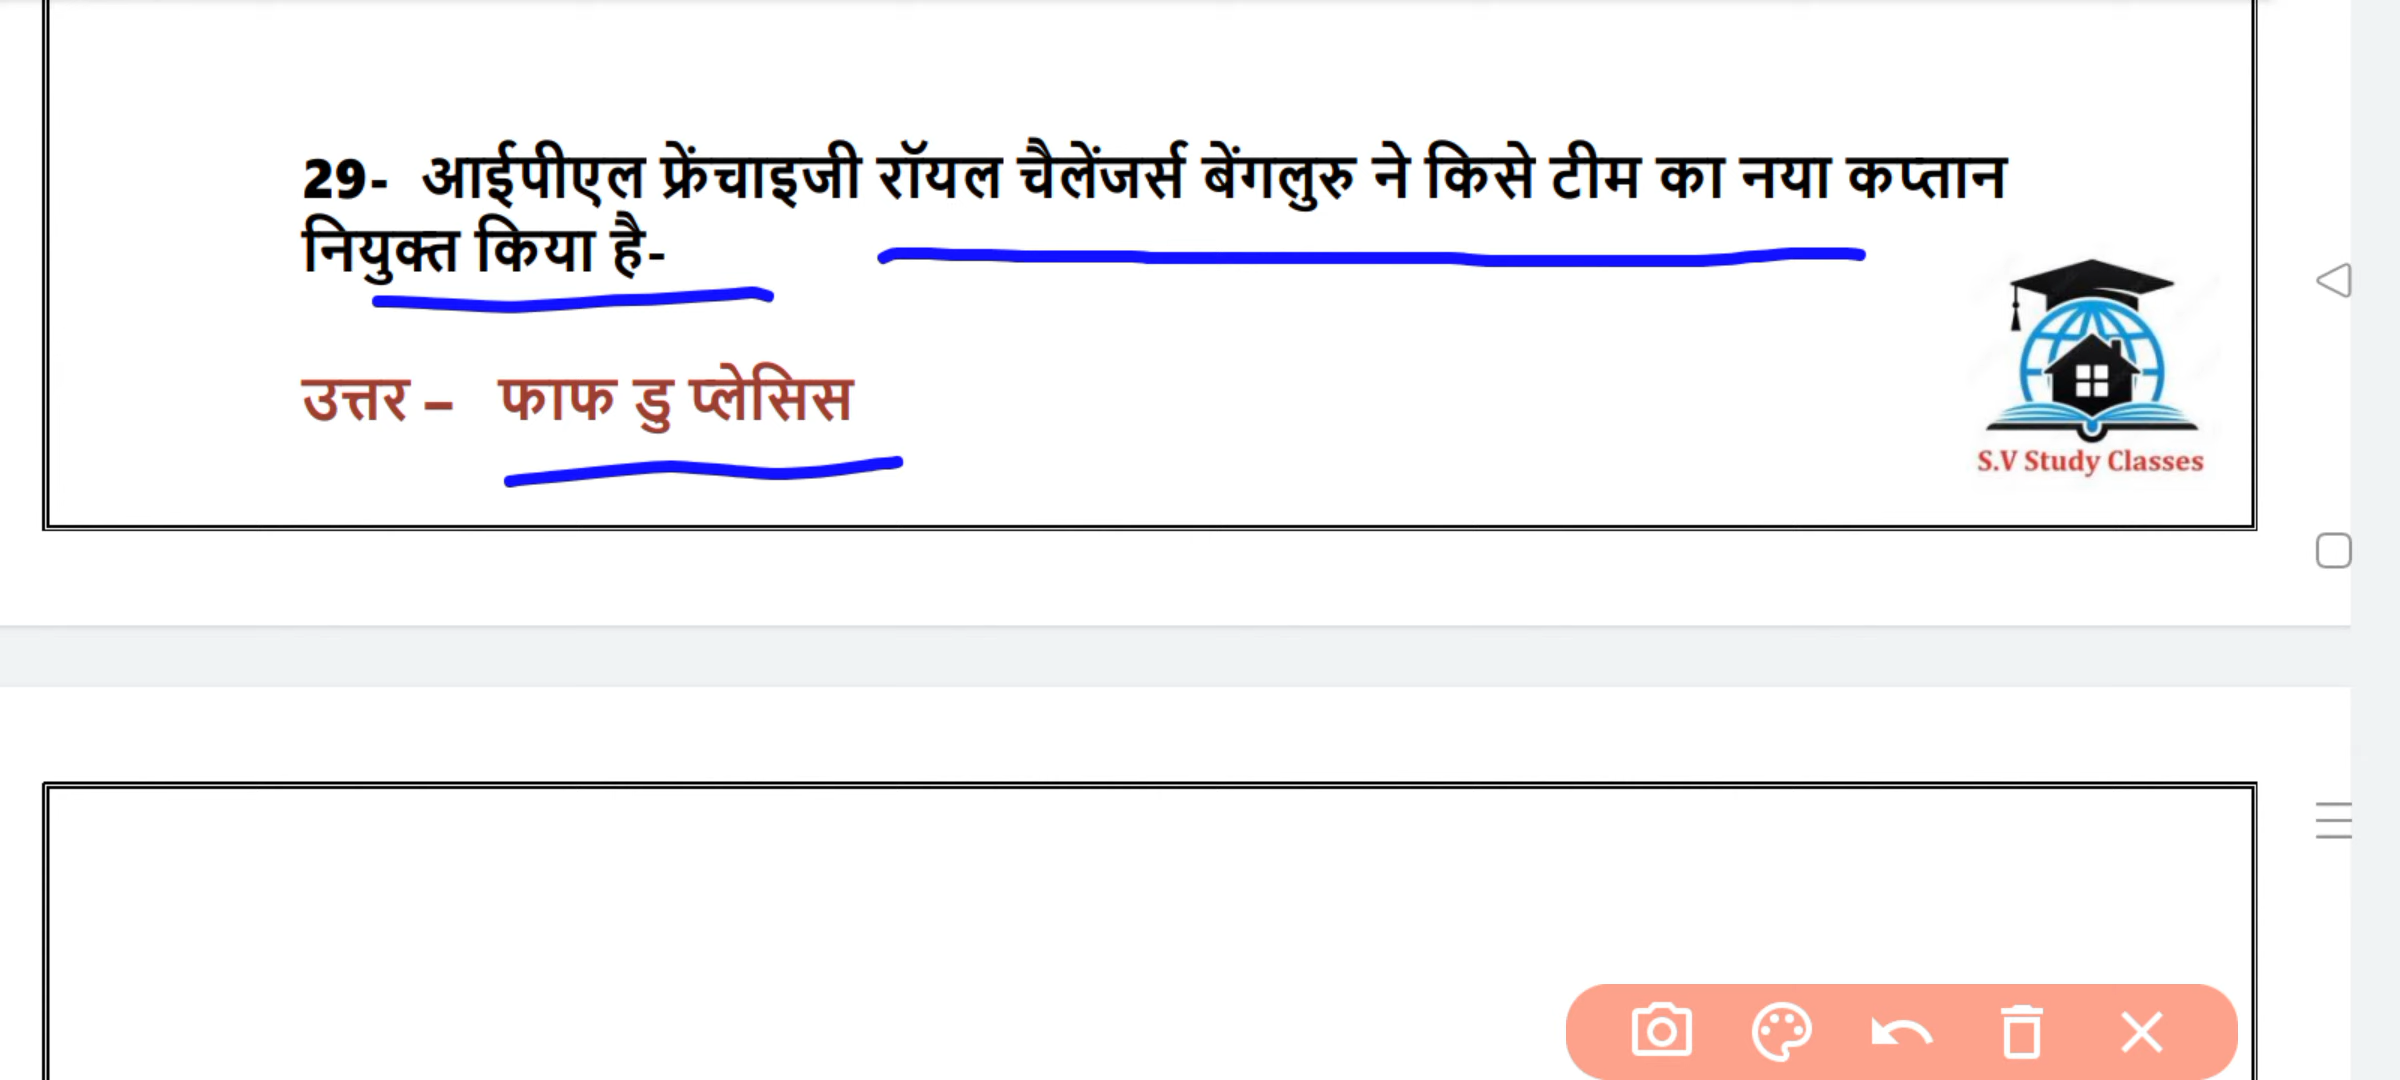 29- आईपीएल फ्रेंचाइजी रॉयल चैलेंजर्स बेंगलुरु ने किसे टीम का नया कप्तान
नियुक्त किया है-
उत्तर – फाफ डु प्लेसिस
S.V Study Classes